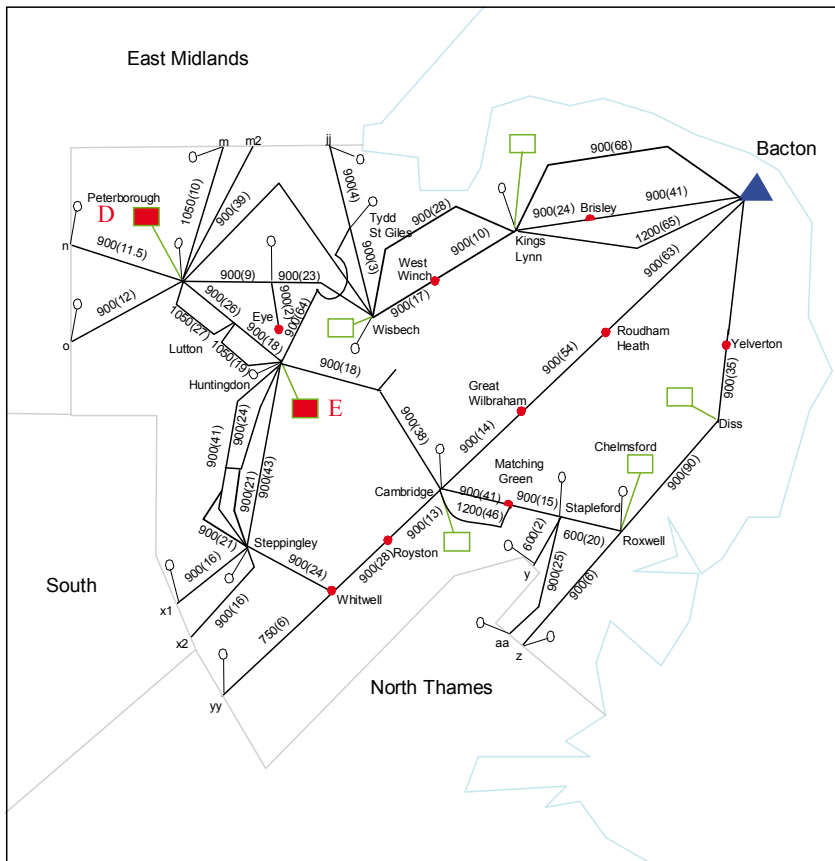 East Midlands
m
m2
jj
Bacton
900(68)
Peterborough
D
1050(10)
900(39)
900(4)
Tydd
St Giles
900(28)
900(24)
Brisley
900(41)
1200(65)
Kings
Lynn
n
900(11.5)
West
Winch
900(10)
900(63)
900(9)
900(23)
900(3)
900(17)
900(12)
900(26)
900(2)
Eye
900(64)
Wisbech
o
1050(27)
900(18)
Lutton
1050(19)
Roudham
Heath
Yelverton
Huntingdon
900(18)
900(54)
900(35)
E
Great
Wilbraham
900(41)
900(24)
900(38)
900(14)
Diss
Chelmsford
900(21)
900(43)
Matching
Green
900(90)
Cambridge
900(41)
900(15)
Stapleford
1200(46)
900(13)
900(21)
Steppingley
Royston
600(2)
600(20)
Roxwell
900(16)
900(24)
900(28)
y
900(25)
900(6)
South
x1
900(16)
Whitwell
x2
750(6)
aa
z
yy
North Thames